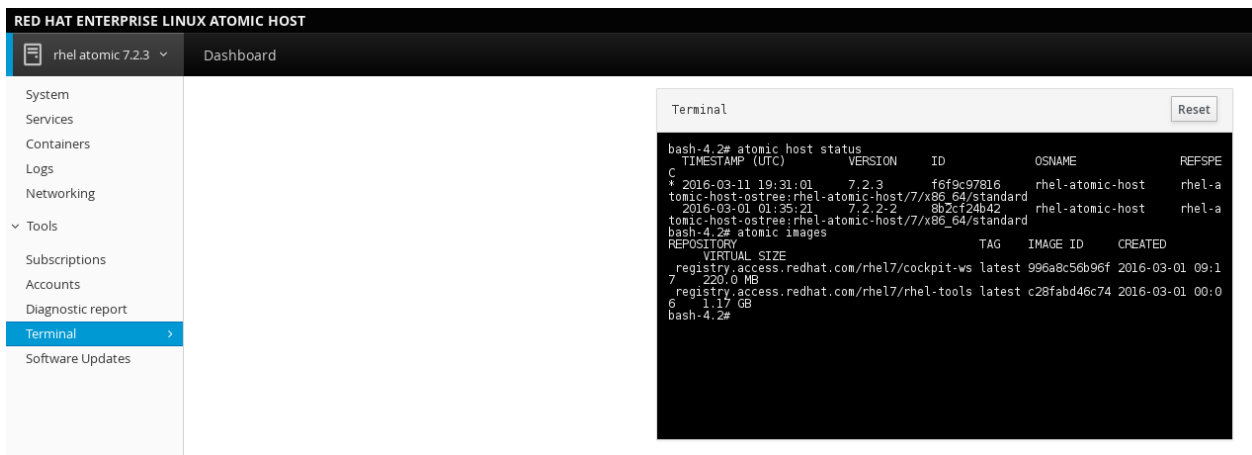 RED HAT ENTERPRISE LINUX ATOMIC HOST
rhel atomic 7.2.3
Dashboard
System
Services
Containers
Logs
Networking
Tools
Subscriptions
Accounts
Diagnostic report
Terminal
Software Updates
Terminal
Reset
bash-4.2# atomic host status
TIMESTAMP (UTC) VERSION ID OSNAME REFSPE
C
* 2016-03-11 19:31:01 7.2.3 f6f9c97816 rhel-atomic-host rhel-a
tomic-host-ostree:rhel-atomic-host/7/x86_64/standard
2016-03-01 01:35:21 7.2.2-2 8b2cf24b42 rhel-atomic-host rhel-a
tomic-host-ostree:rhel-atomic-host/7/x86_64/standard
bash-4.2# atomic images
REPOSITORY TAG IMAGE ID CREATED
VIRTUAL SIZE
registry.access.redhat.com/rhel7/cockpit-ws latest 996a8c56b96f 2016-03-01 09:1
7 220.0 MB
registry.access.redhat.com/rhel7/rhel-tools latest c28fabd46c74 2016-03-01 00:0
6 1.17 GB
bash-4.2#